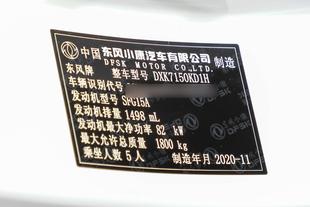 中国东风小康汽车有限公司 制造
DFSK MOTOR CO.,LTD.
东风牌 整车型号 DXK7150KD1H
车辆识别代号
发动机型号 SFG15A
发动机排量 1498 mL
发动机最大净功率 82 kW
最大允许总质量 1800 kg
乘坐人数 5人 制造年月 2020-11